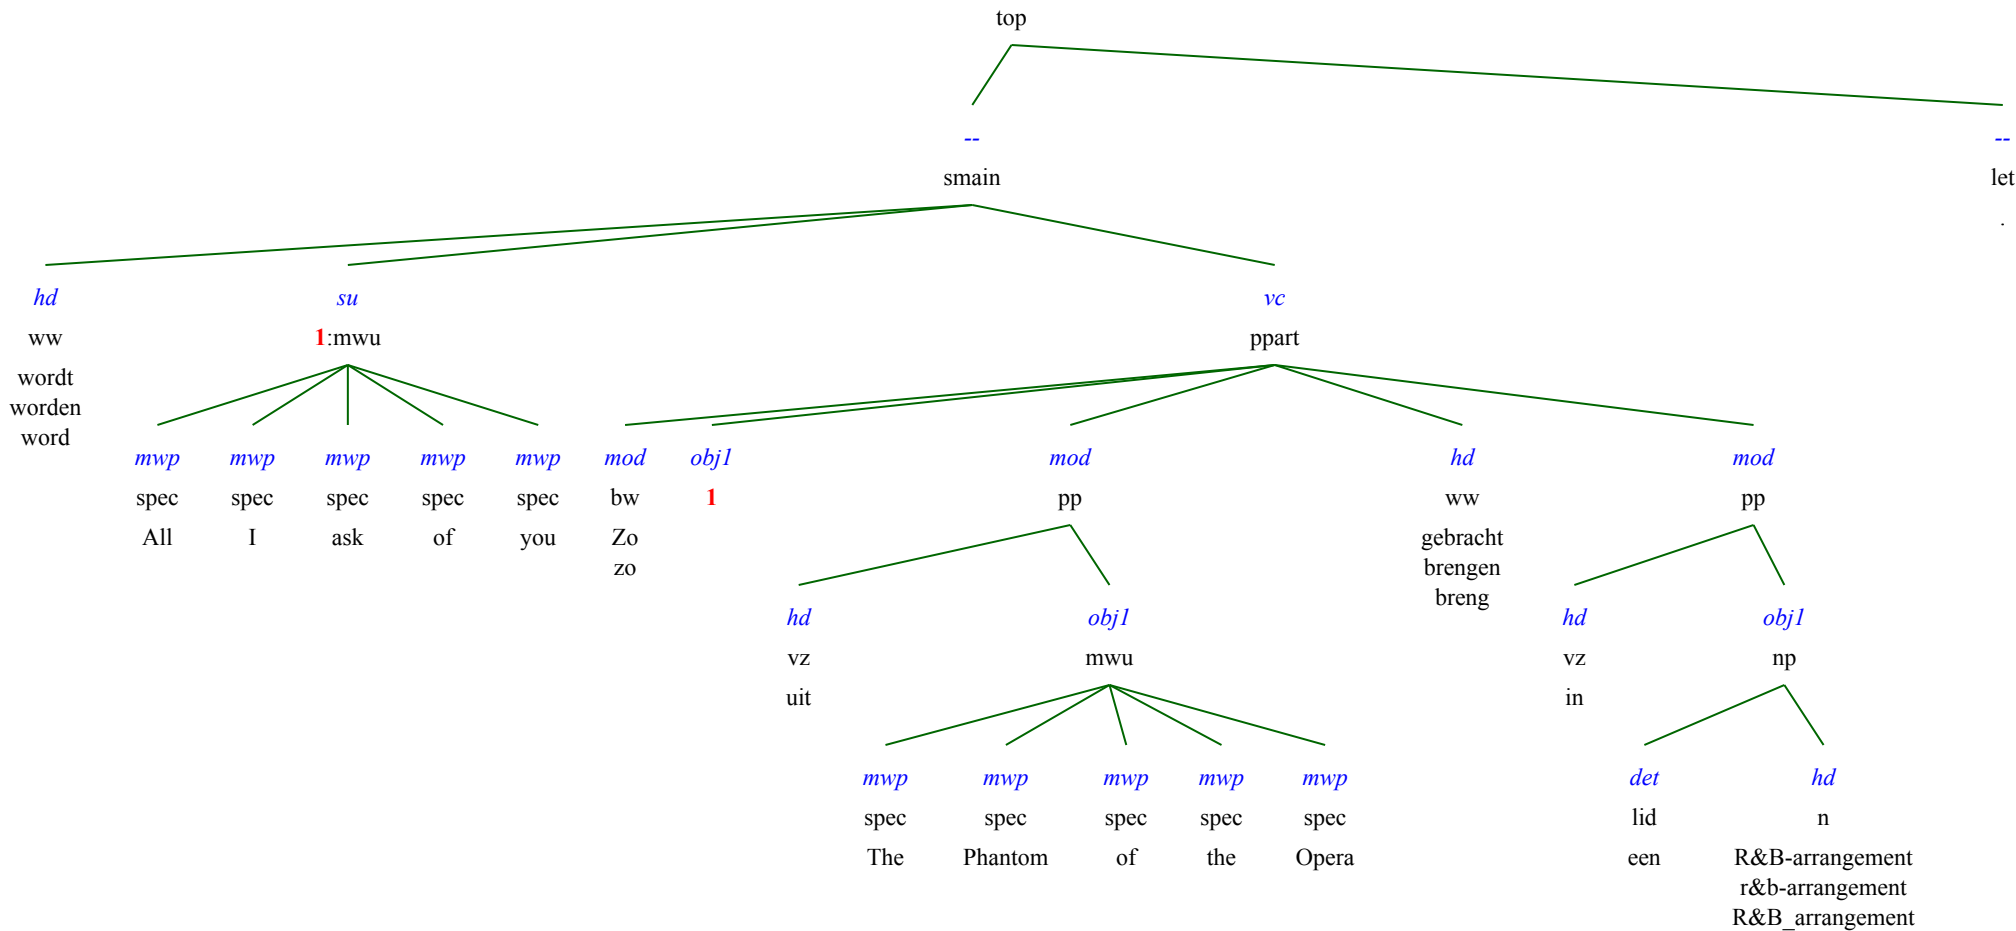 top
-- --
smain let
.
hd su vc
ww 1:mwu ppart
wordt
worden
word
mwp mwp mwp mwp mwp mod obj1 mod hd mod
spec spec spec spec spec bw 1 pp ww pp
All I ask of you Zo gebracht
zo brengen
breng
hd obj1 hd obj1
vz mwu vz np
uit in
mwp mwp mwp mwp mwp det hd
spec spec spec spec spec lid n
The Phantom of the Opera een R&B-arrangement
r&b-arrangement
R&B_arrangement